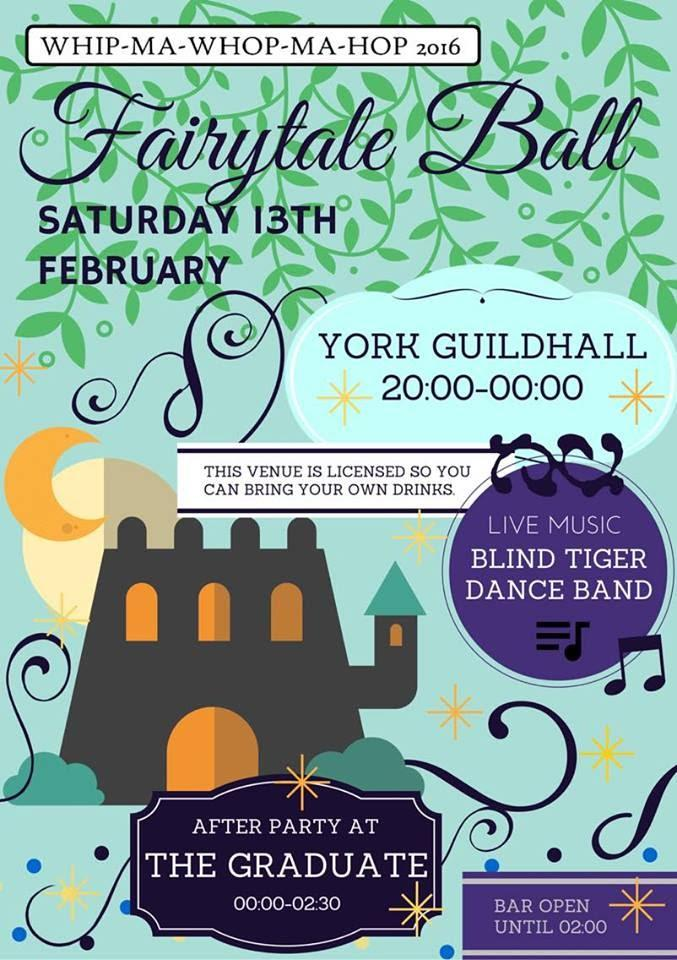 WHIP-MA-WHOP-MA-HOP 2016
Fairytale Ball
SATURDAY 13TH
FEBRUARY
YORK GUILDHALL
20:00-00:00
THIS VENUE IS LICENSED SO YOU
CAN BRING YOUR OWN DRINKS.
LIVE MUSIC
BLIND TIGER
DANCE BAND
AFTER PARTY AT
THE GRADUATE
00:00-02:30
BAR OPEN
UNTIL 02:00